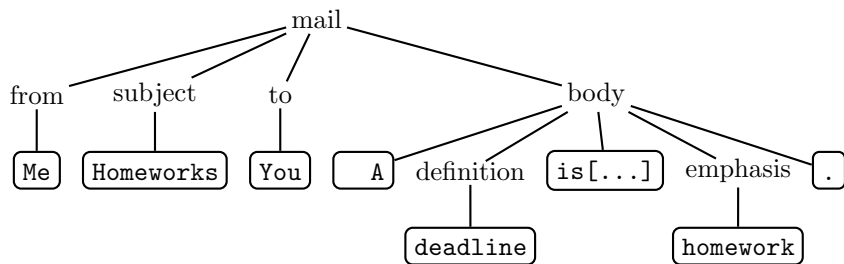 mail
from subject to body
Me Homeworks You A definition is[...] emphasis .
deadline homework